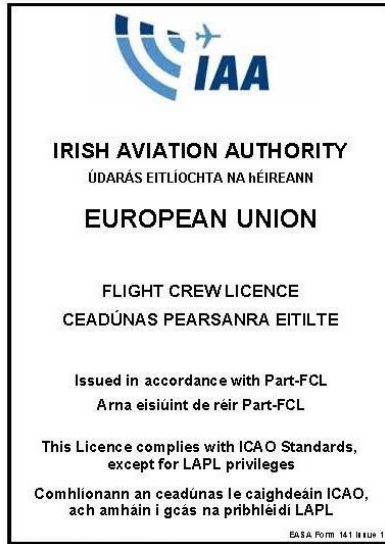 IAA
IRISH AVIATION AUTHORITY
ÚDARÁS EITLÍOCHTA NA hÉIREANN
EUROPEAN UNION
FLIGHT CREW LICENCE
CEADÚNAS PEARSANRA EITILTE
Issued in accordance with Part-FCL
Arna eisiúint de réir Part-FCL
This Licence complies with ICAO Standards,
except for LAPL privileges
Comhlíonann an ceadúnas le caighdeáin ICAO,
ach amháin i gcás na pribhléidí LAPL
EASA Form 141 Issue 1